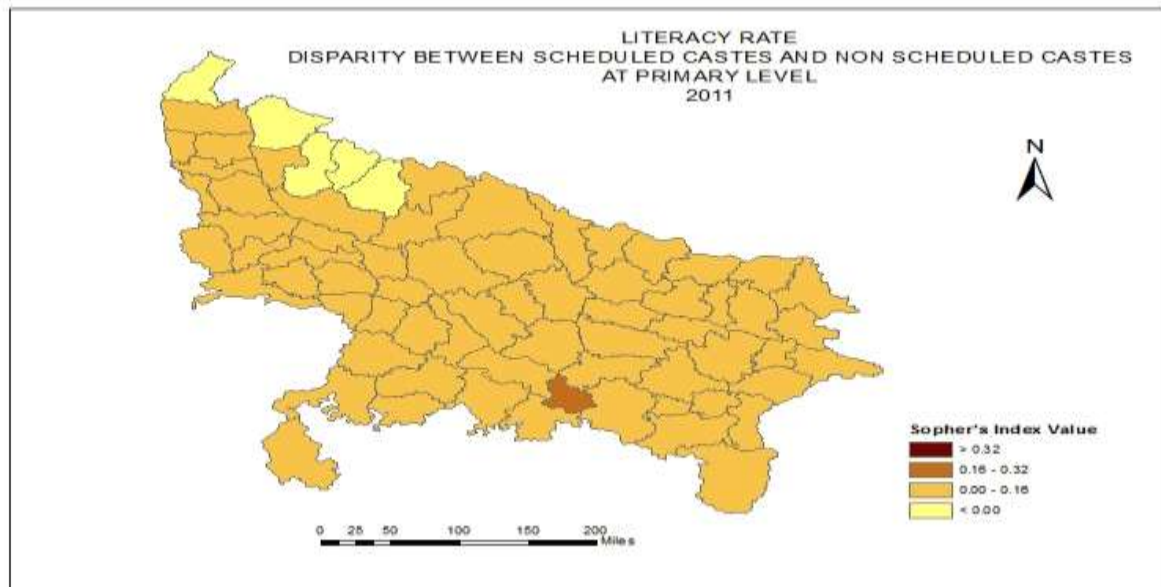 LITERACY RATE
DISPARITY BETWEEN SCHEDULED CASTES AND NON SCHEDULED CASTES
AT PRIMARY LEVEL
2011
N
Sopher's Index Value
> 0.32
0.16 - 0.32
0.00 - 0.16
< 0.00
0 25 50 100 150 200
Miles